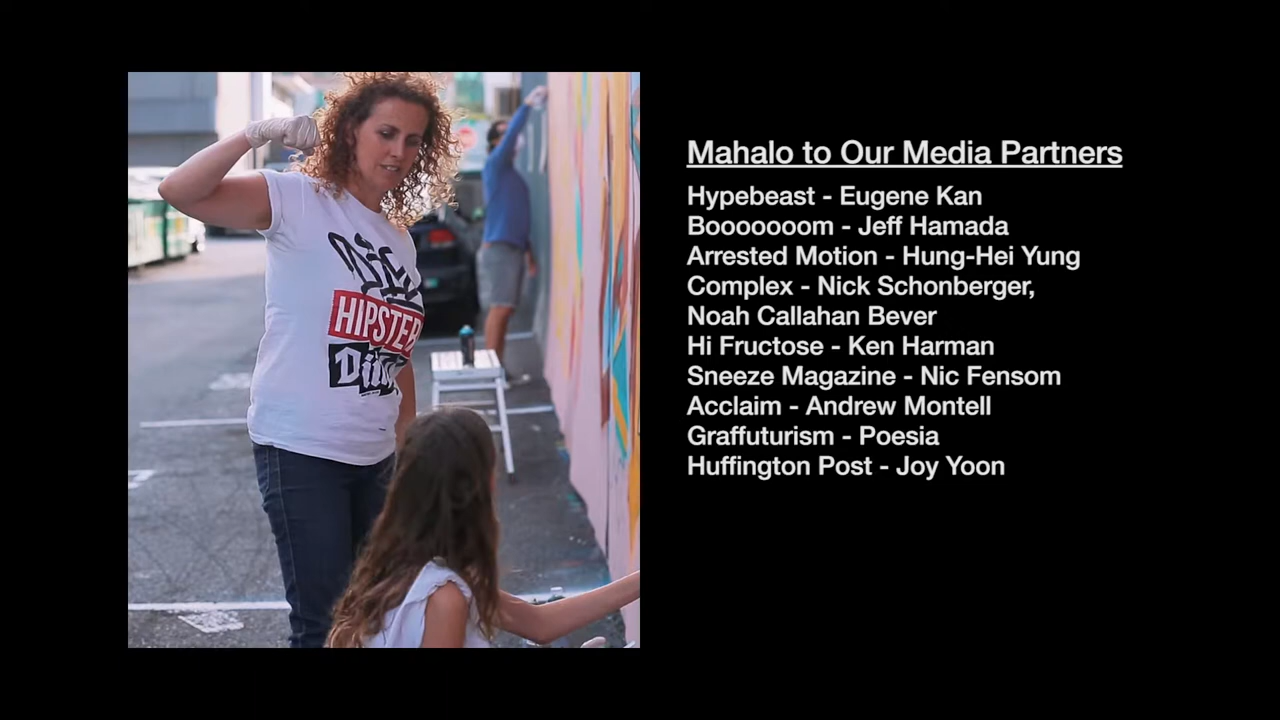 Mahalo to Our Media Partners
Hypebeast - Eugene Kan
Booooooom - Jeff Hamada
Arrested Motion - Hung-Hei Yung
Complex - Nick Schonberger,
Noah Callahan Bever
Hi Fructose - Ken Harman
Sneeze Magazine - Nic Fensom
Acclaim - Andrew Montell
Graffuturism - Poesia
Huffington Post - Joy Yoon
HIPSTER